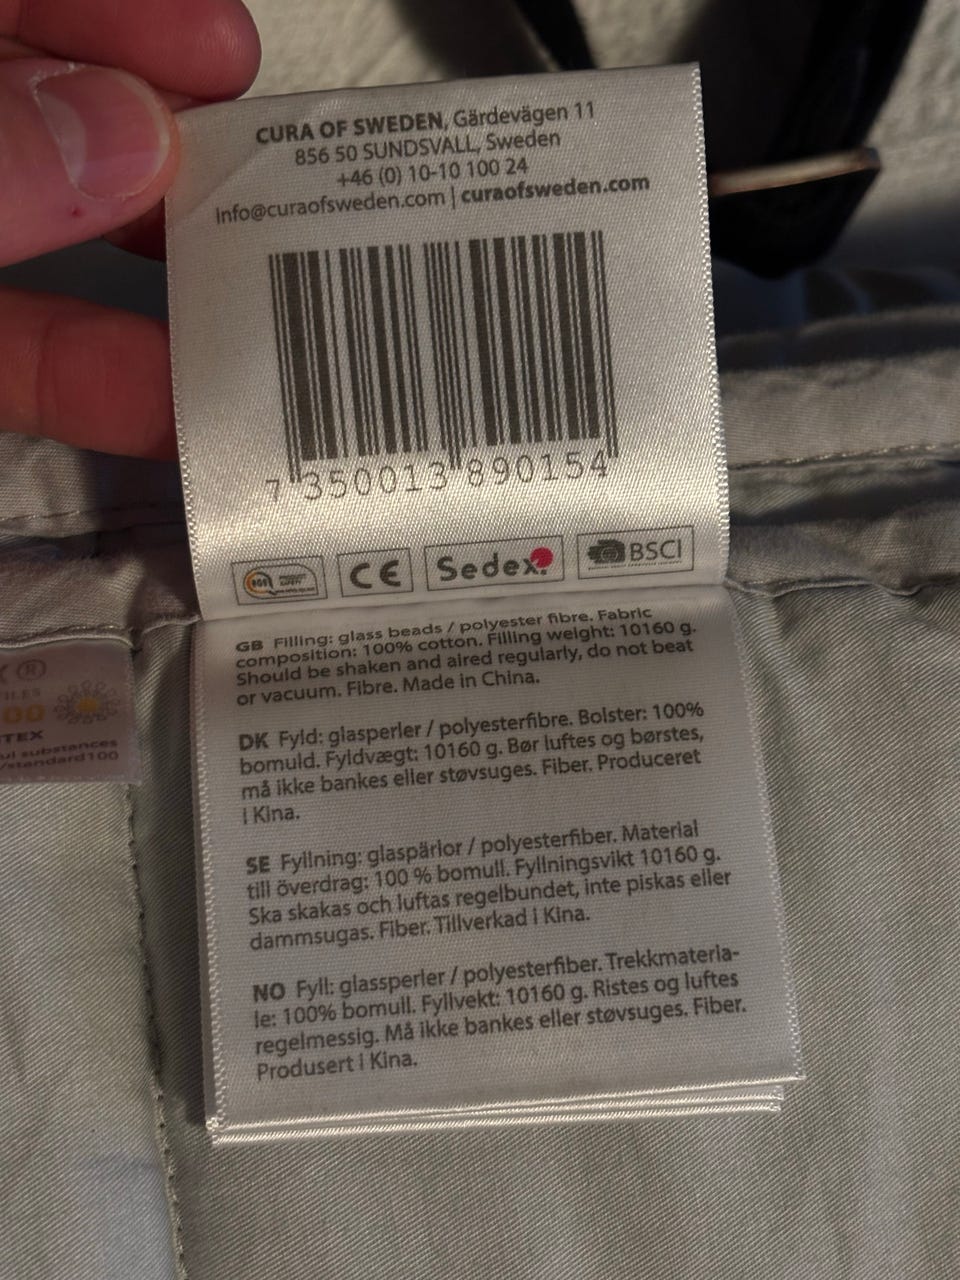 CURA OF SWEDEN, Gärdevägen 11
856 50 SUNDSVALL, Sweden
+46 (0) 10-10 100 24
Info@curaofsweden.com | curaofsweden.com
7 350013 890154
CE
Sedex
BSCI
GB Filling: glass beads / polyester fibre. Fabric
composition: 100% cotton. Filling weight: 10160 g.
Should be shaken and aired regularly, do not beat
or vacuum. Fibre. Made in China.
DK Fyld: glasperler / polyesterfibre. Bolster: 100%
bomuld. Fyldvægt: 10160 g. Bør luftes og børstes,
må ikke bankes eller støvsuges. Fiber. Produceret
i Kina.
SE Fyllning: glaspärlor / polyesterfiber. Material
till överdrag: 100 % bomull. Fyllningsvikt 10160 g.
Ska skakas och luftas regelbundet, inte piskas eller
dammsugas. Fiber. Tillverkad i Kina.
NO Fyll: glassperler / polyesterfiber. Trekkmateria-
le: 100% bomull. Fyllvekt: 10160 g. Ristes og luftes
regelmessig. Må ikke bankes eller støvsuges. Fiber.
Produsert i Kina.
X ®
ILES
00
TEX
ul substances
/standard100